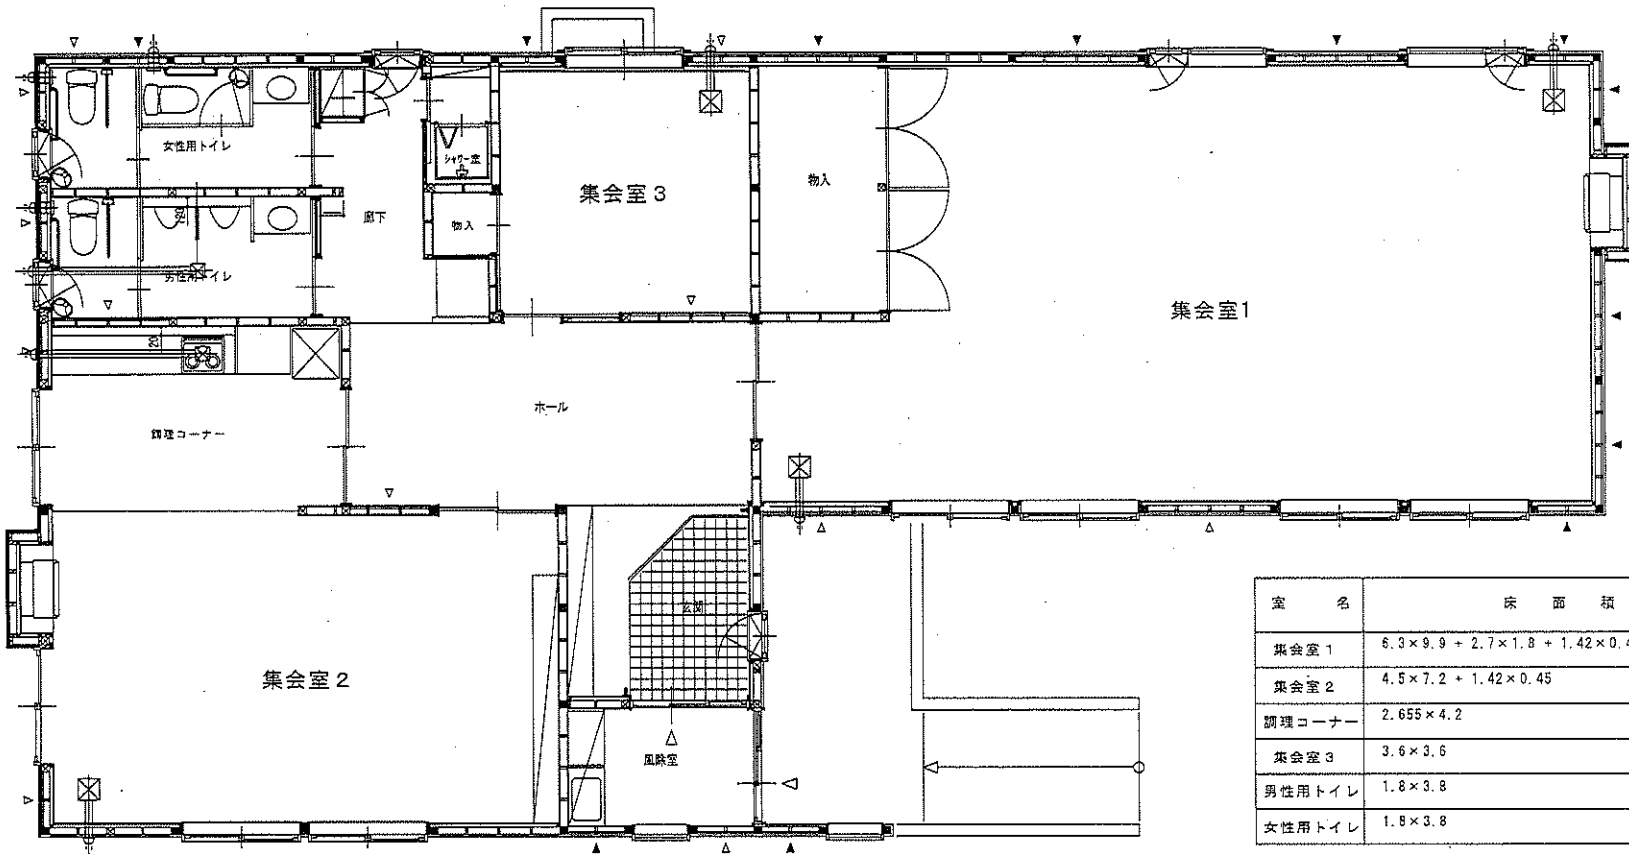 女性用トイレ
シャワー室
集会室3
物入
廊下
物入
120
男性用トイレ
集会室1
120
ホール
調理コーナー
玄関
集会室2
風除室
室 名 床 面 積
集会室1 6.3×9.9 + 2.7×1.8 + 1.42×0.4
集会室2 4.5×7.2 + 1.42×0.45
調理コーナー 2.655×4.2
集会室3 3.6×3.6
男性用トイレ 1.8×3.8
女性用トイレ 1.8×3.8